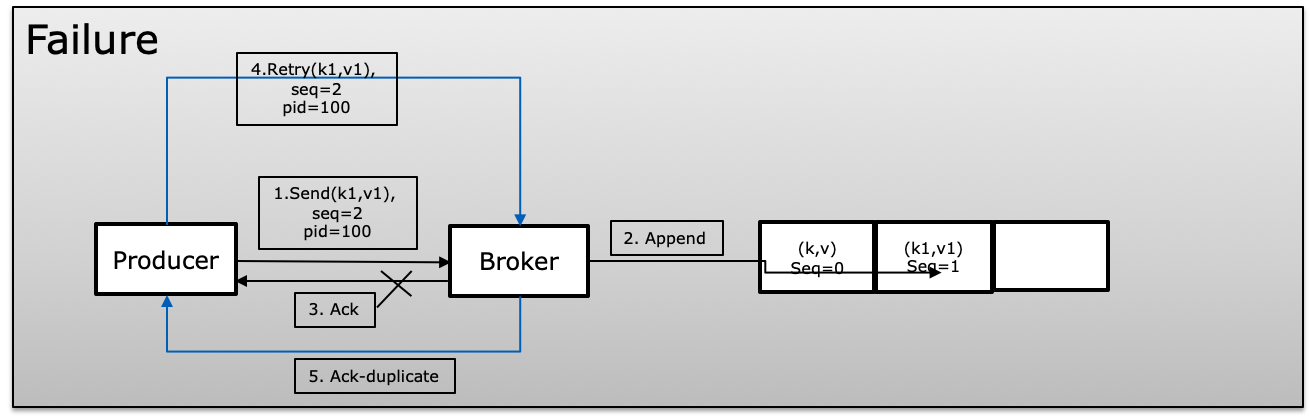 Failure
4.Retry(k1,v1),
seq=2
pid=100
1.Send(k1,v1),
seq=2
pid=100
Producer
Broker
2. Append
(k,v)
Seq=0
(k1,v1)
Seq=1
3. Ack
5. Ack-duplicate